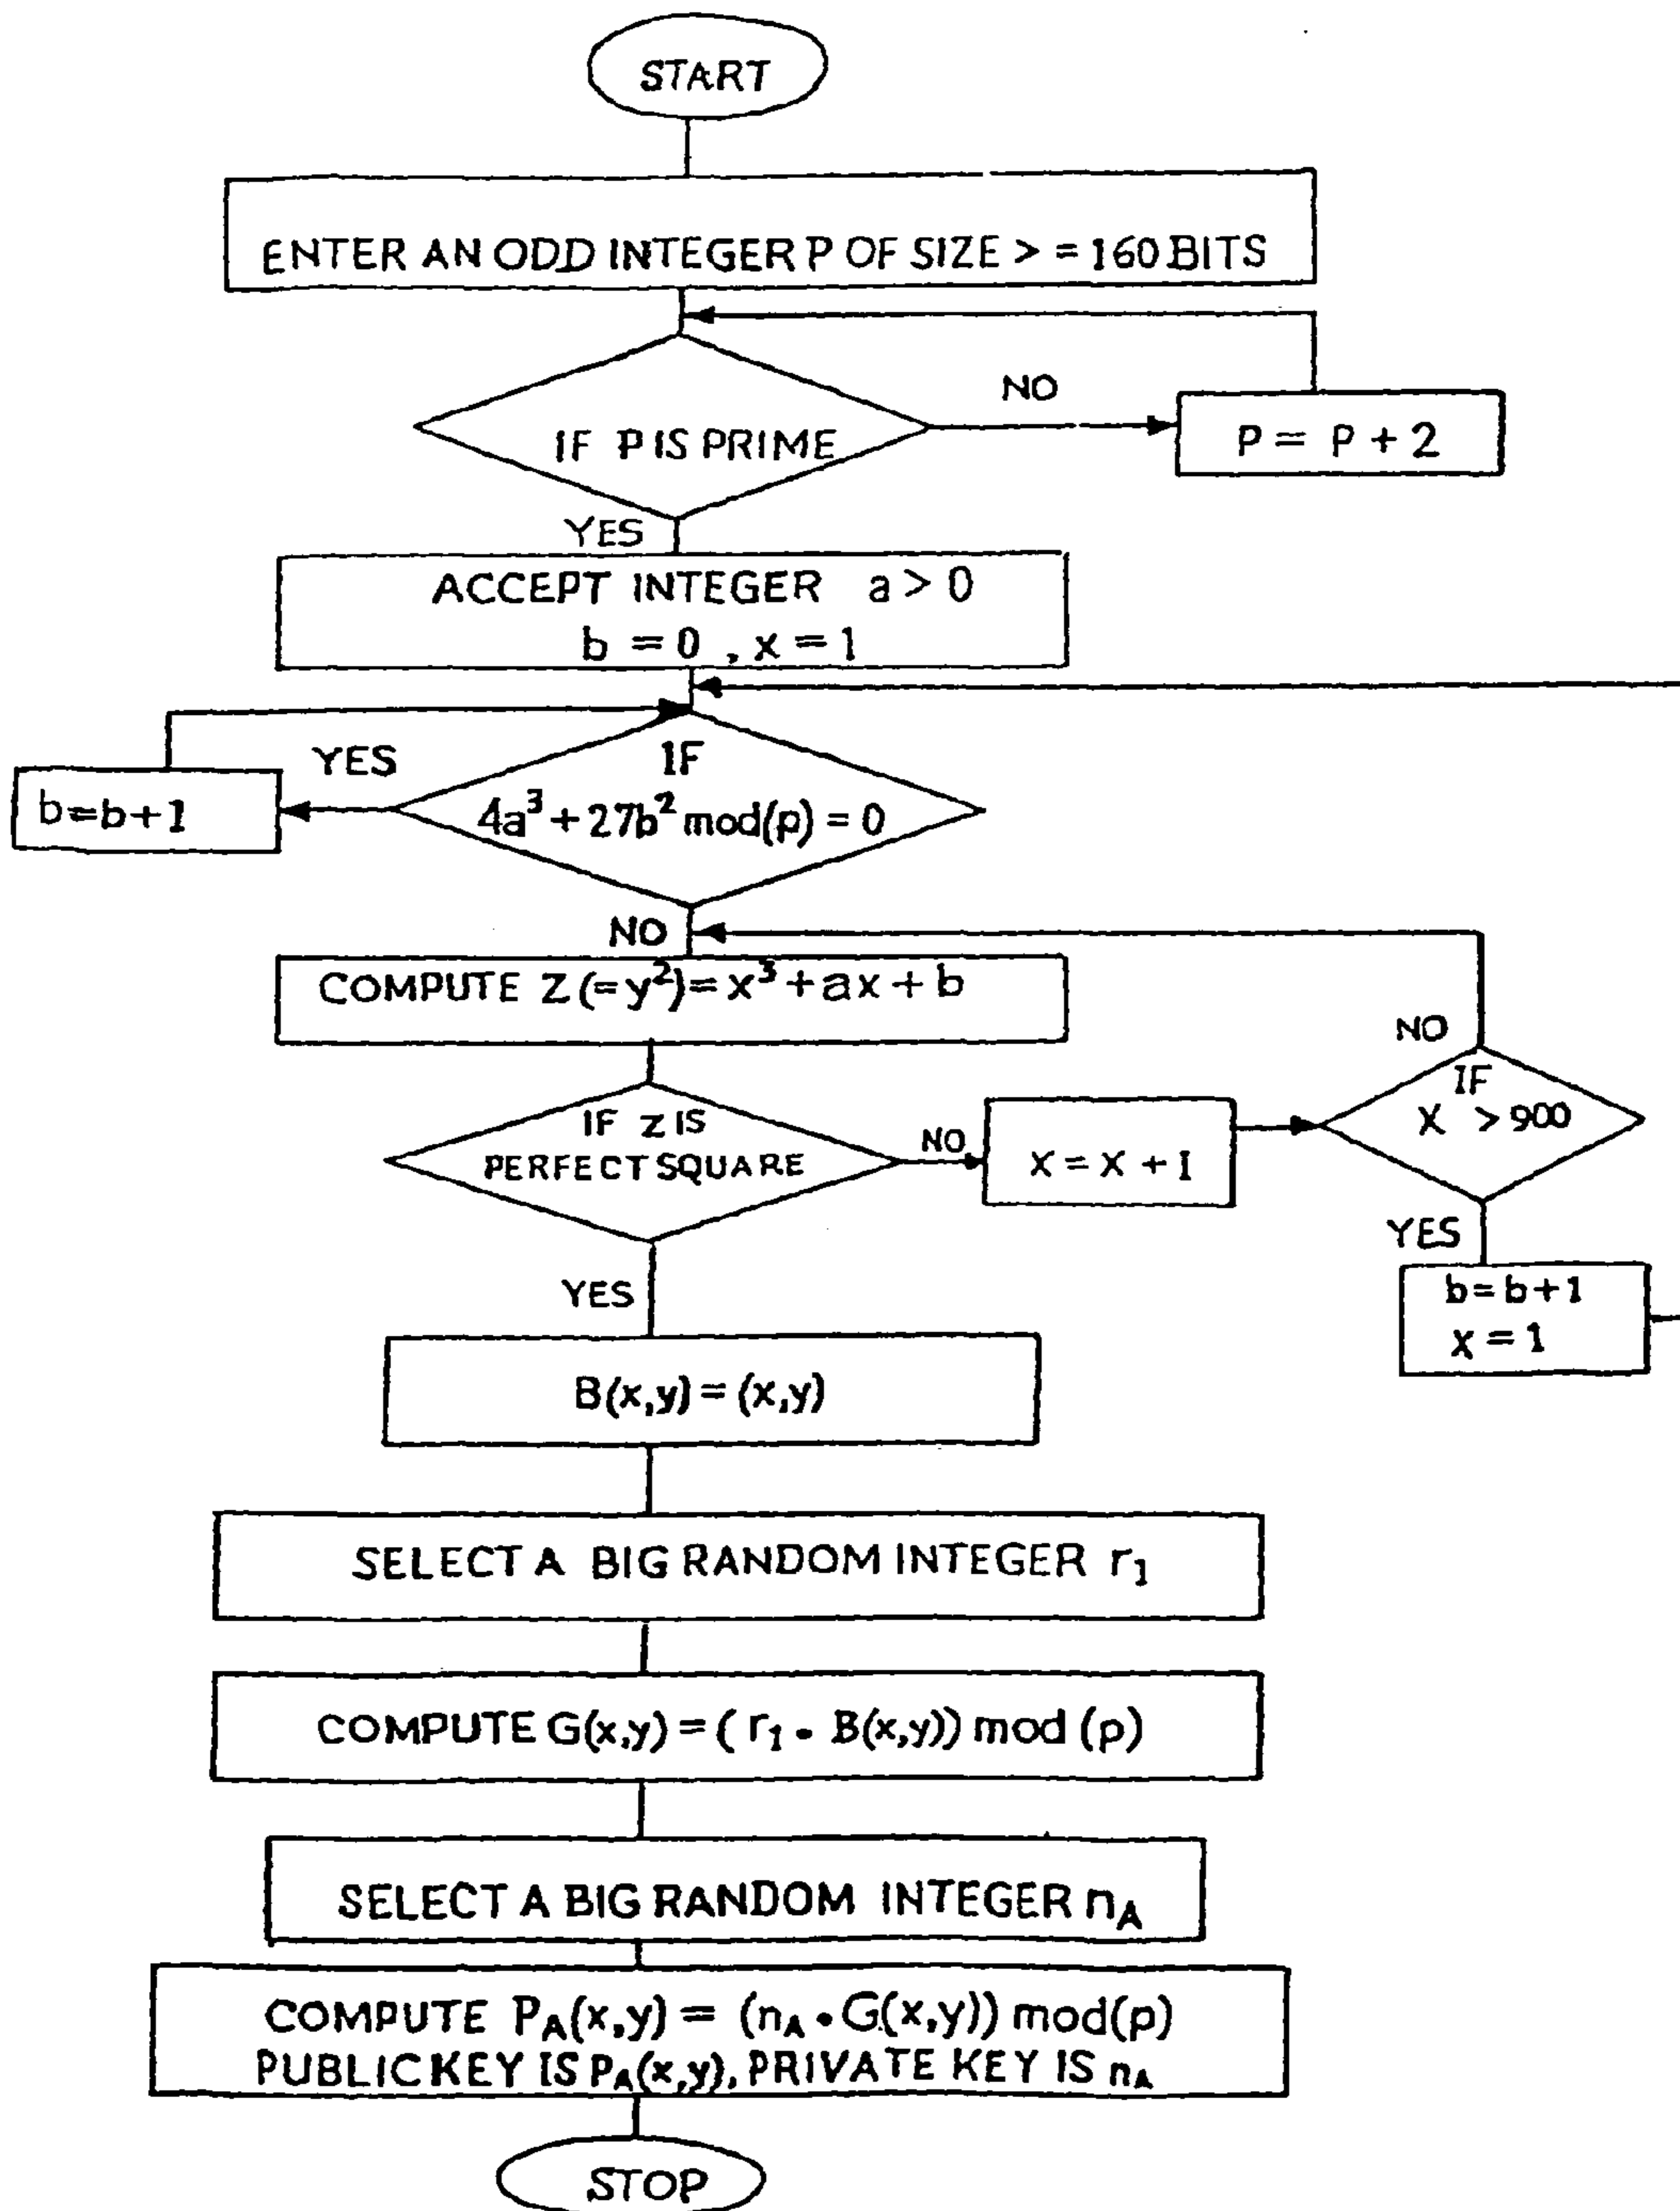 START
ENTER AN ODD INTEGER P OF SIZE > = 160 BITS
IF P IS PRIME
NO
P = P + 2
YES
ACCEPT INTEGER a > 0
b = 0 , x = 1
YES
b=b+1
IF
4a³ + 27b² mod(p) = 0
NO
COMPUTE Z (= y²) = x³ + ax + b
IF Z IS
PERFECT SQUARE
NO
X = X + 1
NO
IF
X > 900
YES
b = b+1
x = 1
YES
B(x,y) = (x,y)
SELECT A BIG RANDOM INTEGER r₁
COMPUTE G(x,y) = ( r₁ • B(x,y)) mod (p)
SELECT A BIG RANDOM INTEGER n_A
COMPUTE P_A(x,y) = (n_A • G(x,y)) mod(p)
PUBLIC KEY IS P_A(x,y), PRIVATE KEY IS n_A
STOP